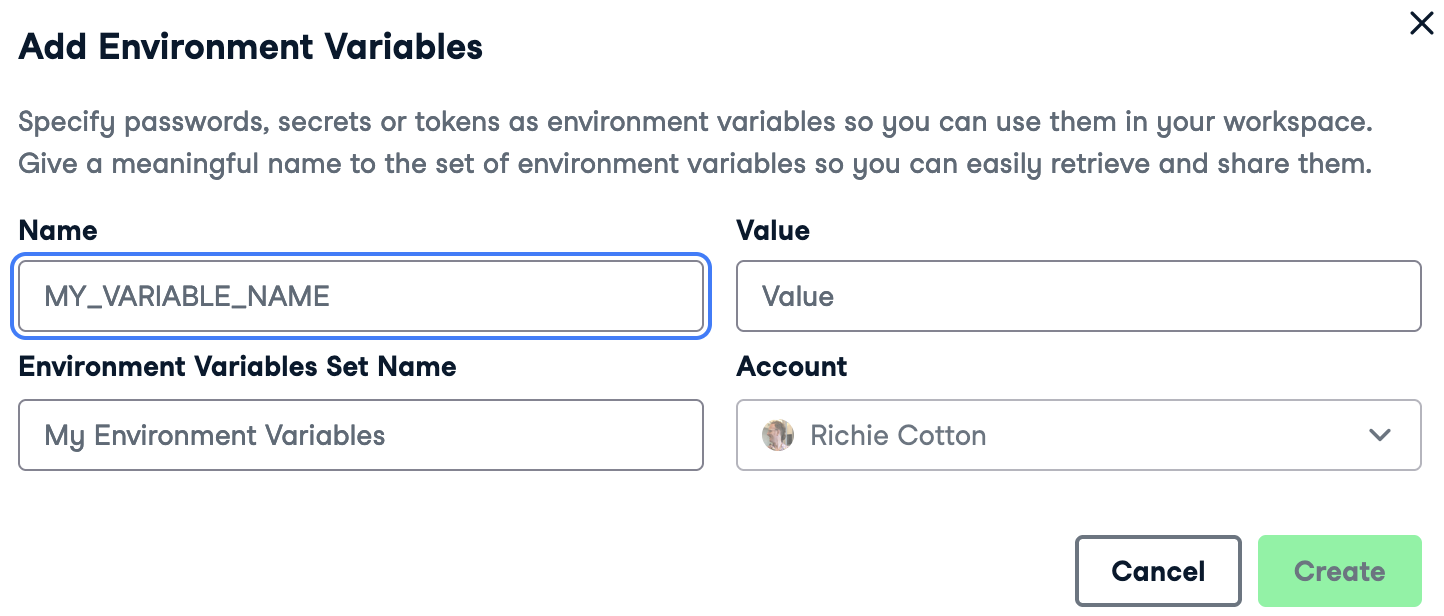 Add Environment Variables
Specify passwords, secrets or tokens as environment variables so you can use them in your workspace.
Give a meaningful name to the set of environment variables so you can easily retrieve and share them.
Name
Value
MY_VARIABLE_NAME
Value
Environment Variables Set Name
Account
My Environment Variables
Richie Cotton
Cancel
Create